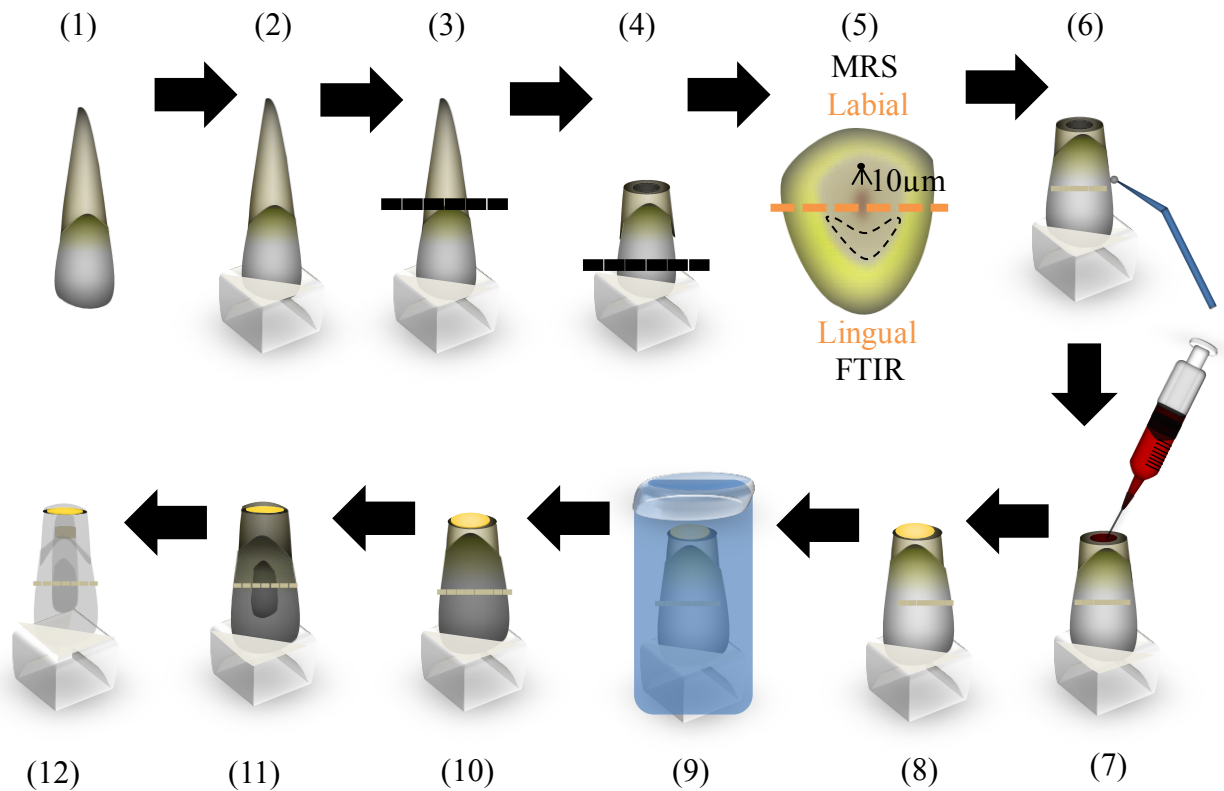 (1)
(2)
(3)
(4)
(5)
(6)
MRS
Labial
10μm
Lingual
FTIR
(12)
(11)
(10)
(9)
(8)
(7)